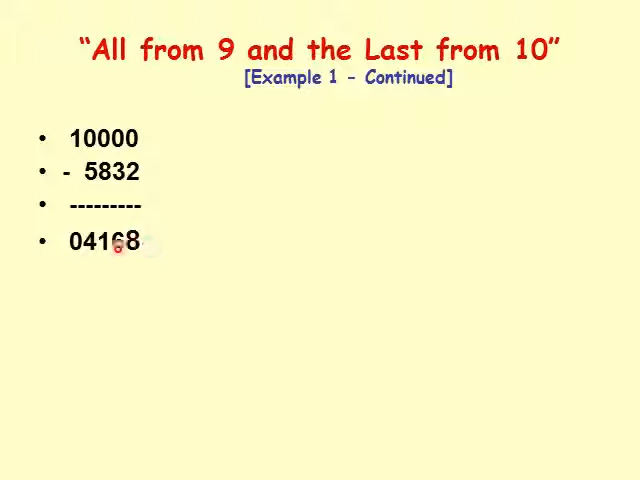 “All from 9 and the Last from 10”
[Example 1 - Continued]
• 10000
• - 5832
• ---------
• 04168